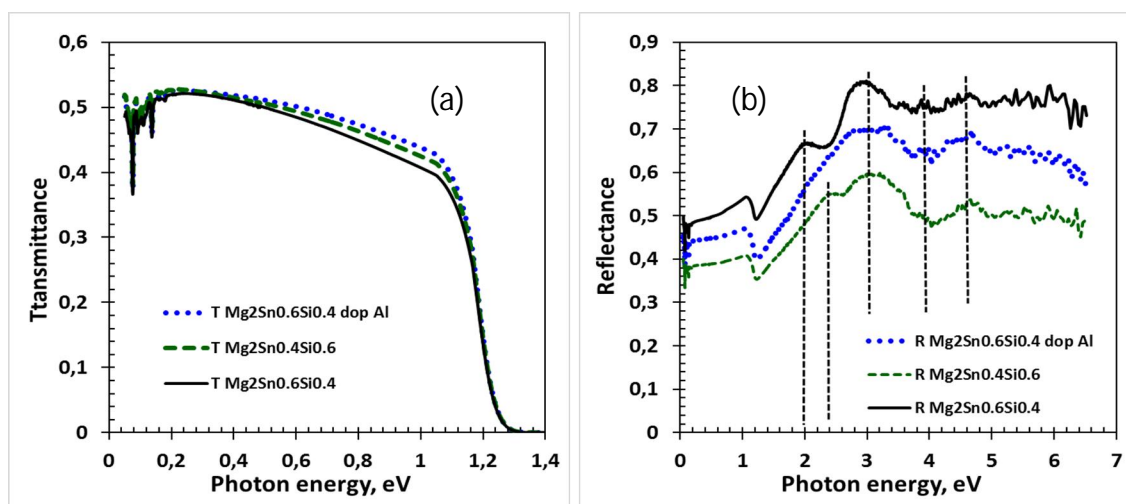 0,6
0,5
0,4
0,3
0,2
0,1
0
0 0,2 0,4 0,6 0,8 1 1,2 1,4
Ttansmittance
Photon energy, eV
(a)
T Mg2Sn0.6Si0.4 dop Al
T Mg2Sn0.4Si0.6
T Mg2Sn0.6Si0.4
0,9
0,8
0,7
0,6
0,5
0,4
0,3
0,2
0,1
0
0 1 2 3 4 5 6 7
Reflectance
Photon energy, eV
(b)
R Mg2Sn0.6Si0.4 dop Al
R Mg2Sn0.4Si0.6
R Mg2Sn0.6Si0.4